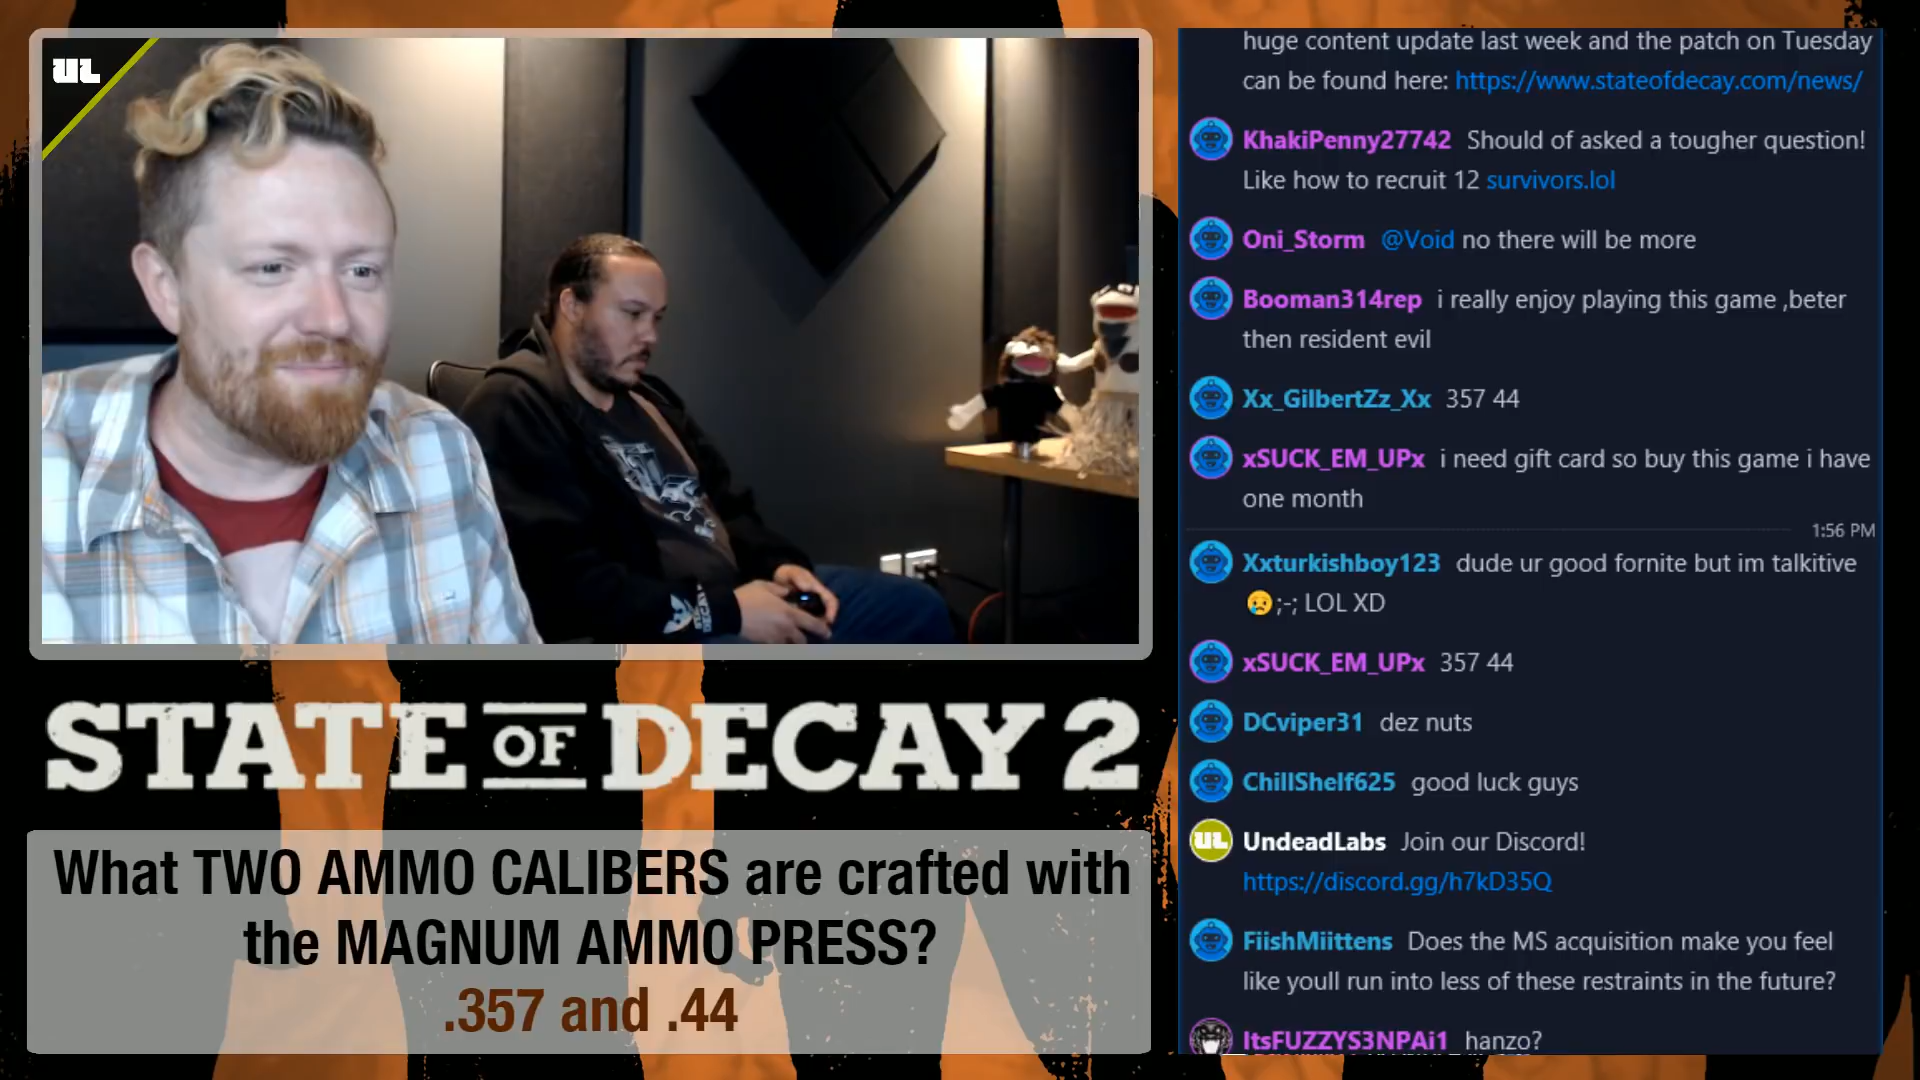 UL
STATE OF DECAY 2
What TWO AMMO CALIBERS are crafted with
the MAGNUM AMMO PRESS?
.357 and .44
huge content update last week and the patch on Tuesday
can be found here: https://www.stateofdecay.com/news/
KhakiPenny27742 Should of asked a tougher question!
Like how to recruit 12 survivors.lol
Oni_Storm @Void no there will be more
Booman314rep i really enjoy playing this game ,beter
then resident evil
Xx_GilbertZz_Xx 357 44
xSUCK_EM_UPx i need gift card so buy this game i have
one month
1:56 PM
Xxturkishboy123 dude ur good fornite but im talkitive
😢;-; LOL XD
xSUCK_EM_UPx 357 44
DCviper31 dez nuts
ChillShelf625 good luck guys
UL UndeadLabs Join our Discord!
https://discord.gg/h7kD35Q
FiishMiittens Does the MS acquisition make you feel
like youll run into less of these restraints in the future?
ItsFUZZYS3NPAi1 hanzo?